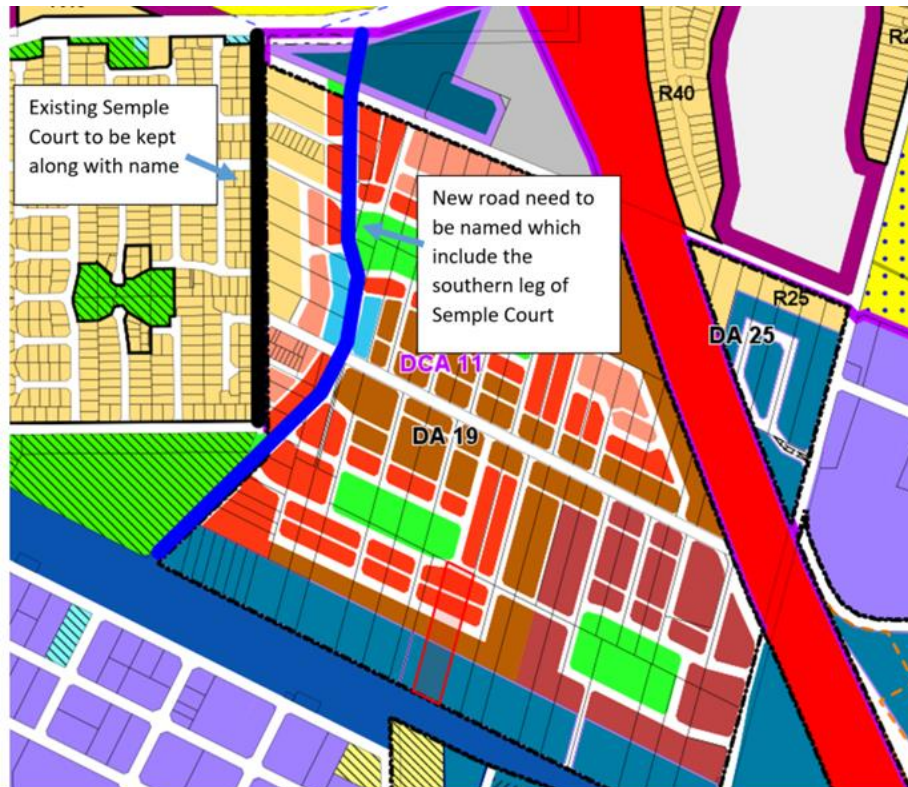 Existing Semple
Court to be kept
along with name
R40
New road need to
be named which
include the
southern leg of
Semple Court
R25
DA 25
DCA 11
DA 19